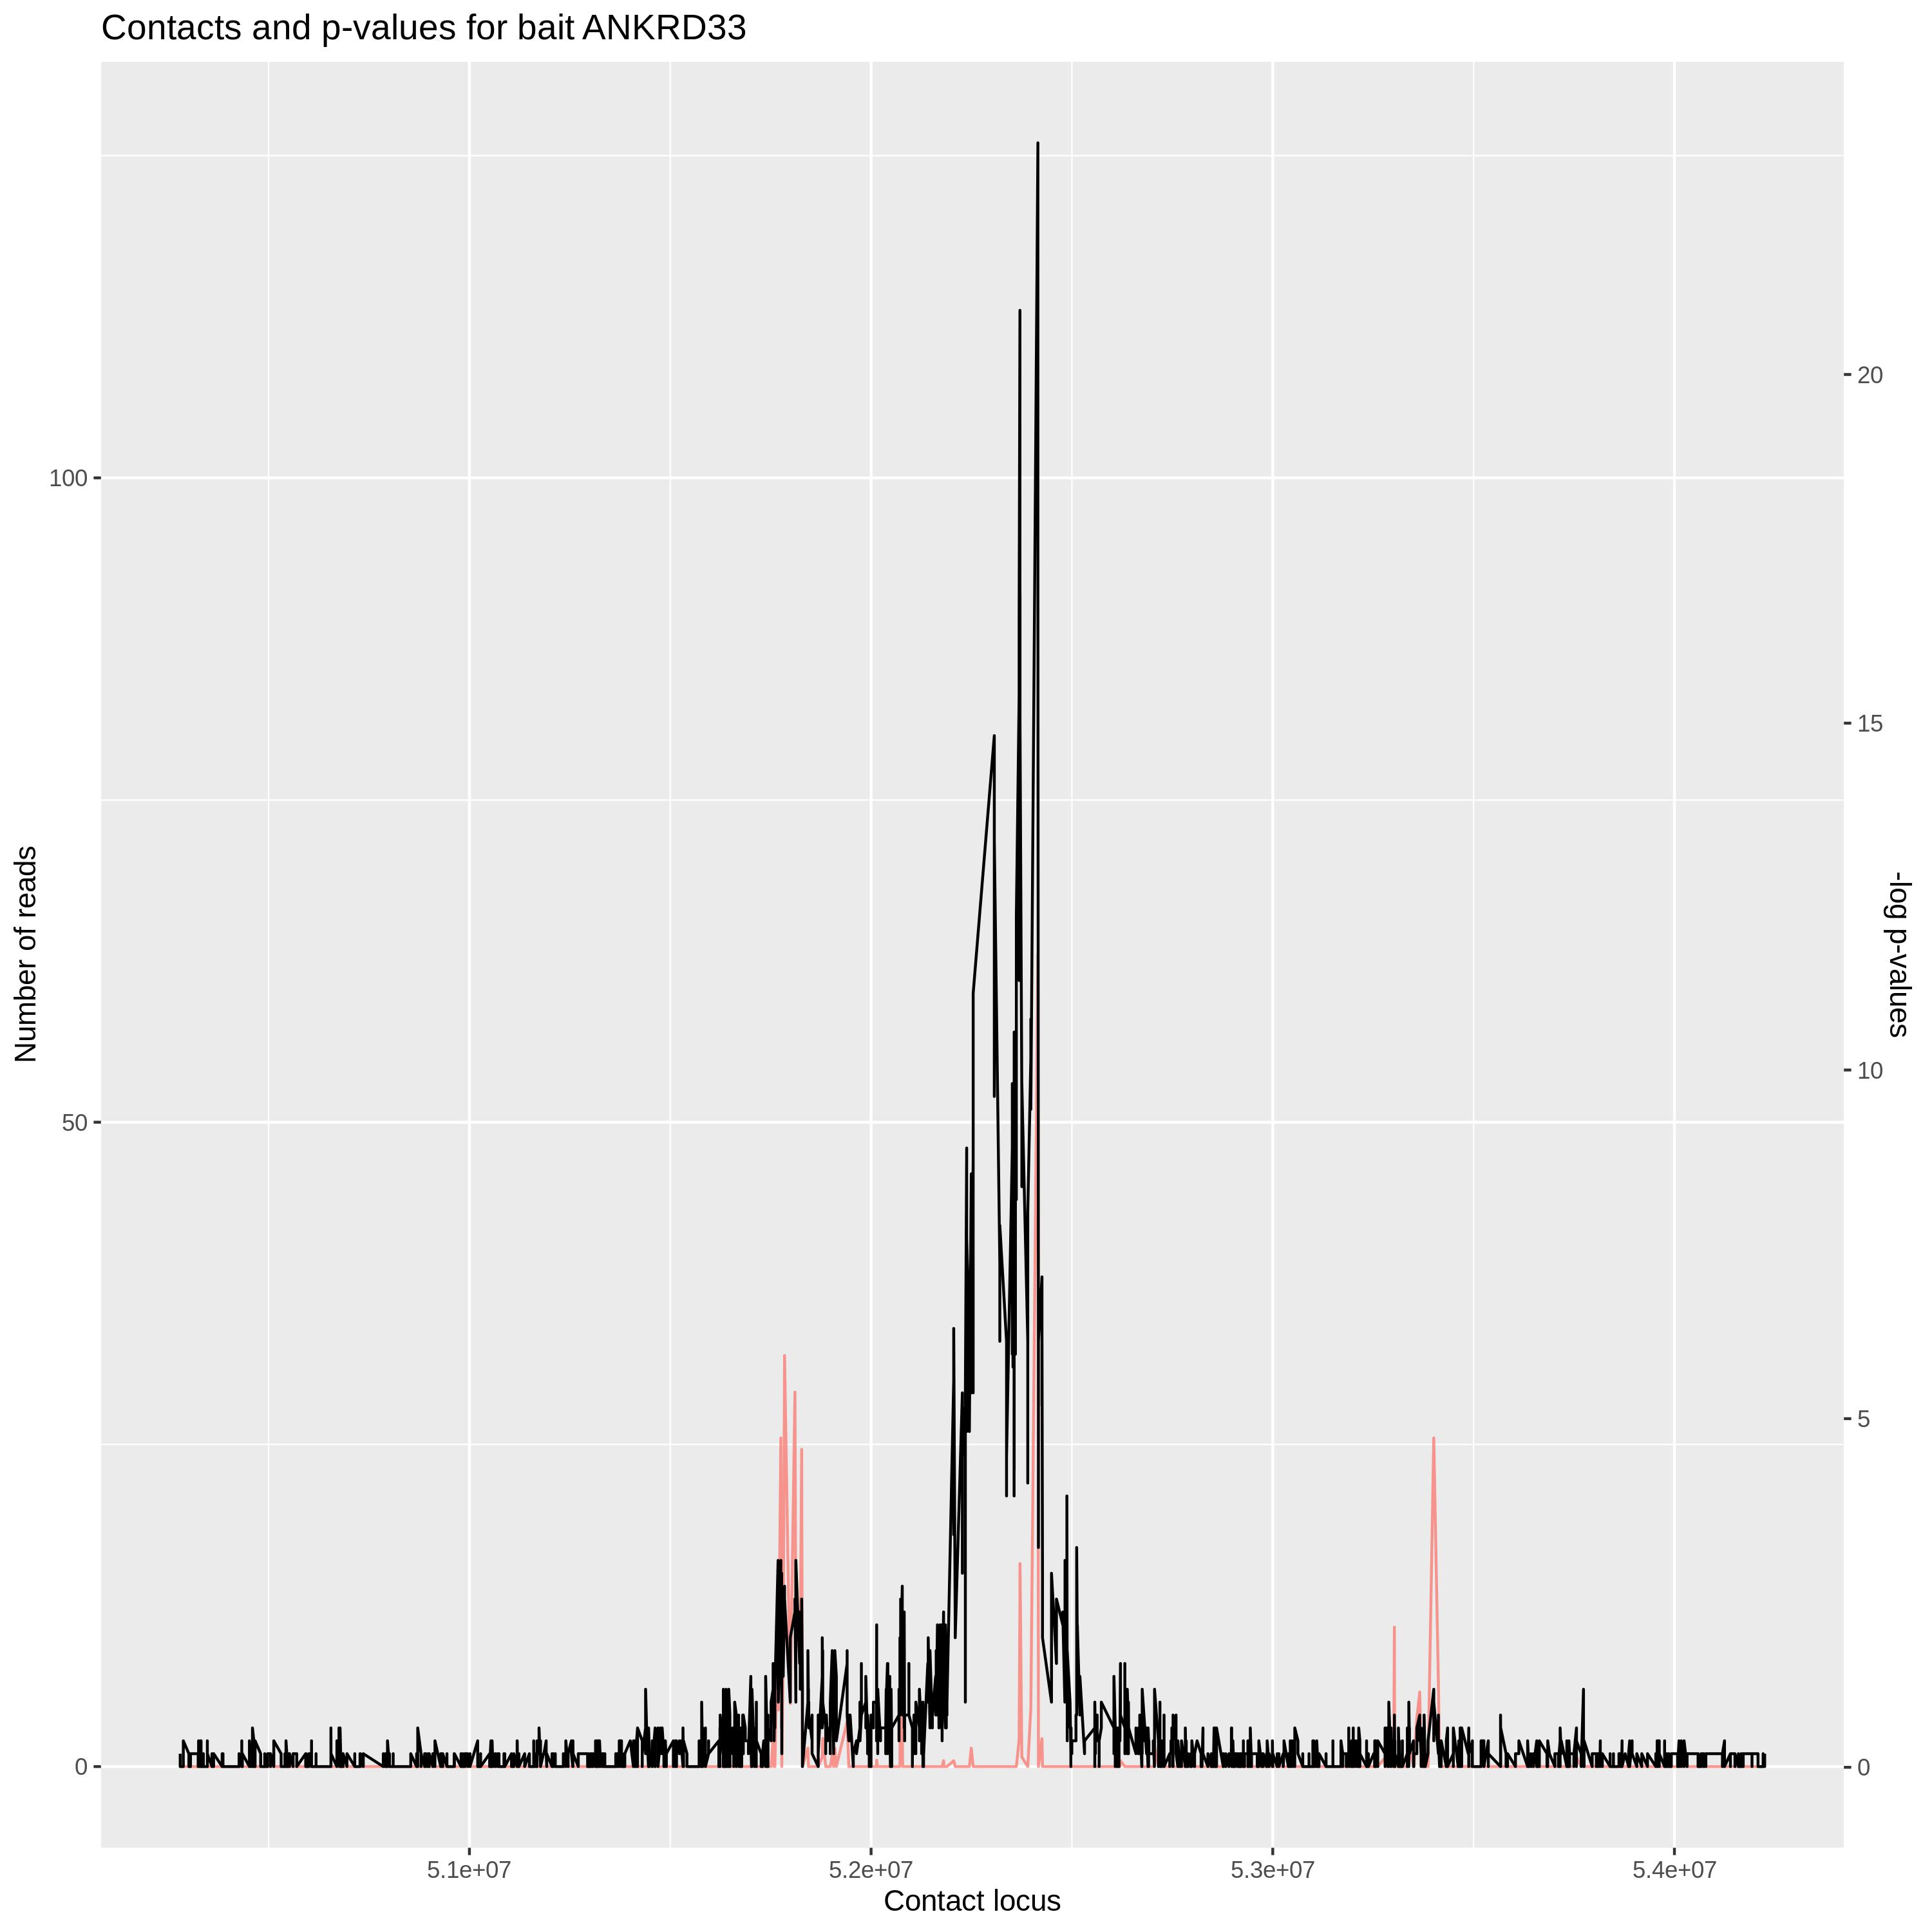 Contacts and p-values for bait ANKRD33
100
50
0
Number of reads
20
15
10
5
0
-log p-values
5.1e+07
5.2e+07
5.3e+07
5.4e+07
Contact locus